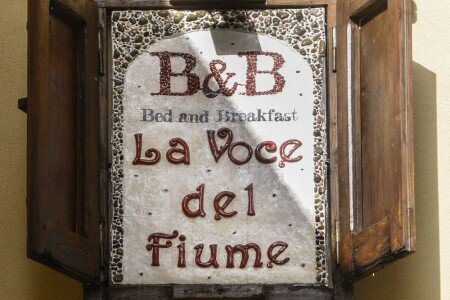 B&B
Bed and Breakfast
La Voce
del
Fiume